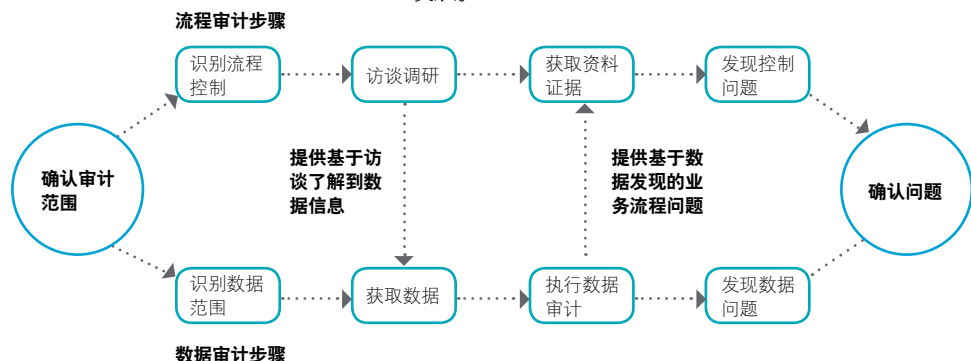 流程审计步骤
识别流程
控制
访谈调研
获取资料
证据
发现控制
问题
确认审计
范围
提供基于访
谈了解到数
据信息
提供基于数
据发现的业
务流程问题
确认问题
识别数据
范围
获取数据
执行数据
审计
发现数据
问题
数据审计步骤